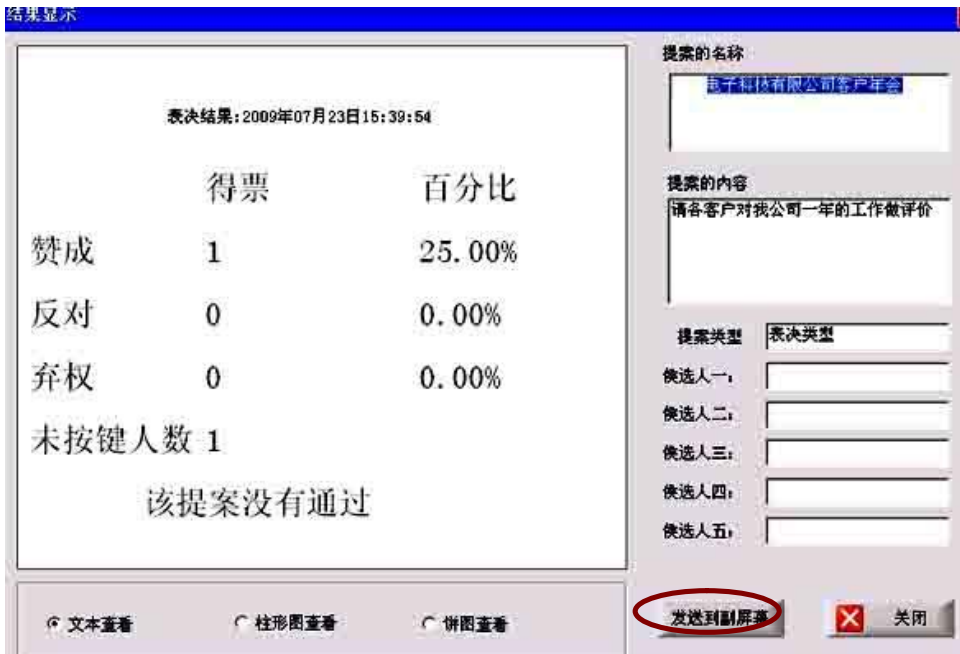 结果显示
表决结果:2009年07月23日15:39:54
得票 百分比
赞成 1 25.00%
反对 0 0.00%
弃权 0 0.00%
未按键人数 1
该提案没有通过
文本查看 柱形图查看 饼图查看
提案的名称
电子科技有限公司客户年会
提案的内容
请各客户对我公司一年的工作做评价
提案类型 表决类型
候选人一:
候选人二:
候选人三:
候选人四:
候选人五:
发送到副屏幕 关闭